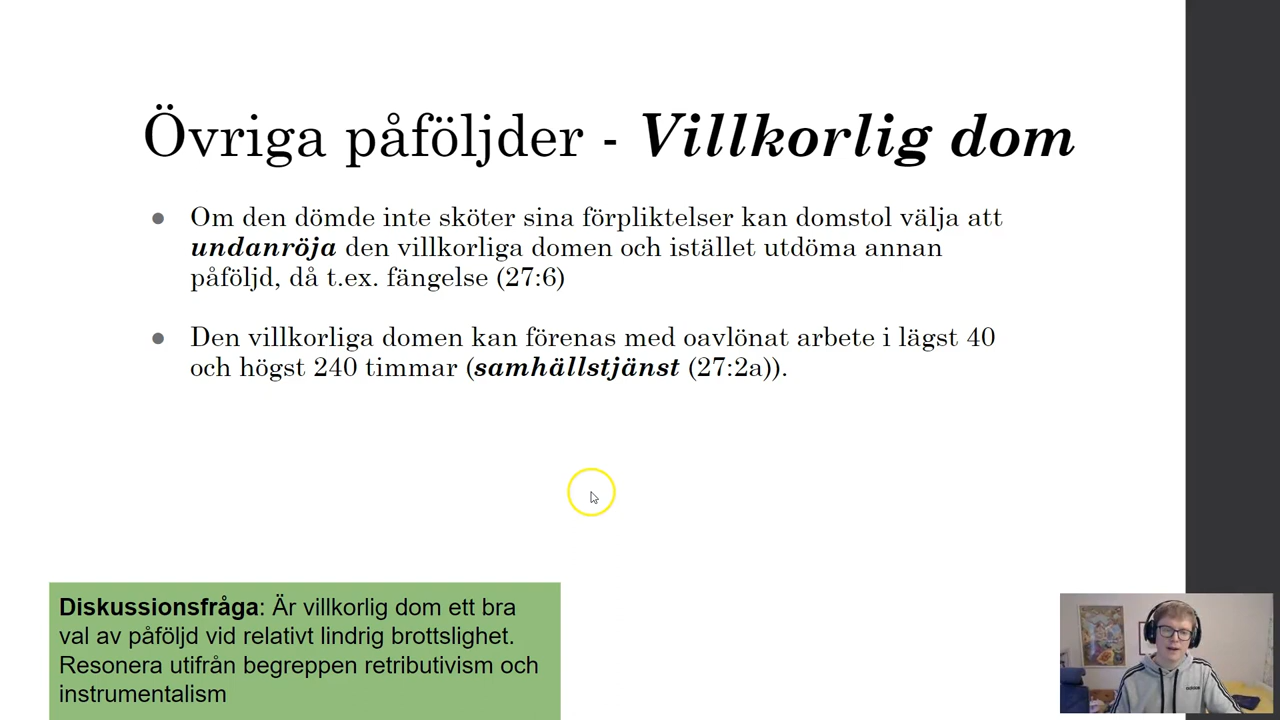 Övriga påföljder - Villkorlig dom
● Om den dömde inte sköter sina förpliktelser kan domstol välja att
undanröja den villkorliga domen och istället utdöma annan
påföljd, då t.ex. fängelse (27:6)
● Den villkorliga domen kan förenas med oavlönat arbete i lägst 40
och högst 240 timmar (samhällstjänst (27:2a)).
Diskussionsfråga: Är villkorlig dom ett bra
val av påföljd vid relativt lindrig brottslighet.
Resonera utifrån begreppen retributivism och
instrumentalism